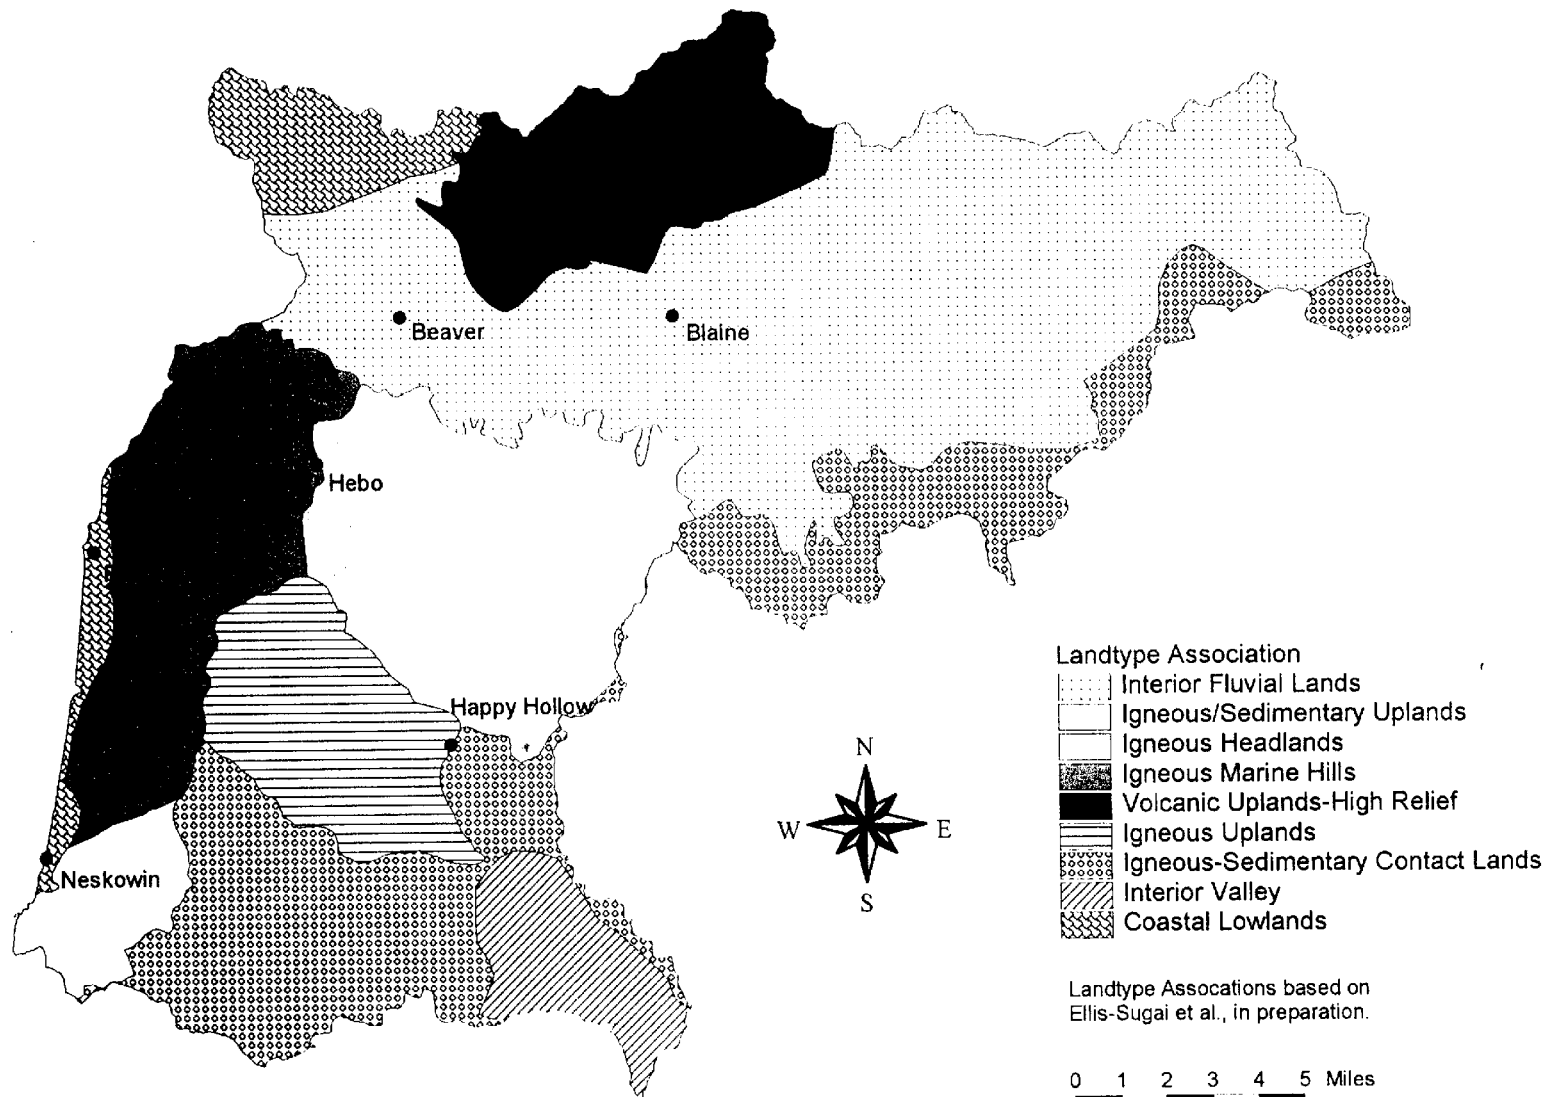 Beaver
Blaine
Hebo
Happy Hollow
Neskowin
N
W
E
S
Landtype Association
Interior Fluvial Lands
Igneous/Sedimentary Uplands
Igneous Headlands
Igneous Marine Hills
Volcanic Uplands-High Relief
Igneous Uplands
Igneous-Sedimentary Contact Lands
Interior Valley
Coastal Lowlands
Landtype Assocations based on
Ellis-Sugai et al., in preparation.
0 1 2 3 4 5 Miles